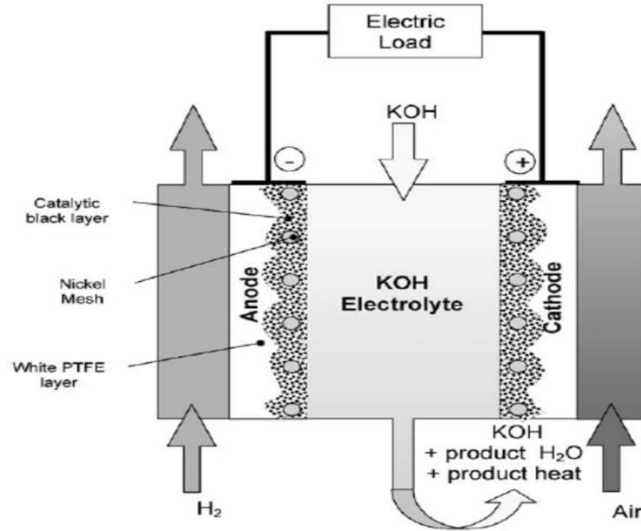 Electric
Load
KOH
-
+
Catalytic
black layer
Nickel
Mesh
White PTFE
layer
Anode
KOH
Electrolyte
Cathode
KOH
+ product H₂O
+ product heat
H₂
Air